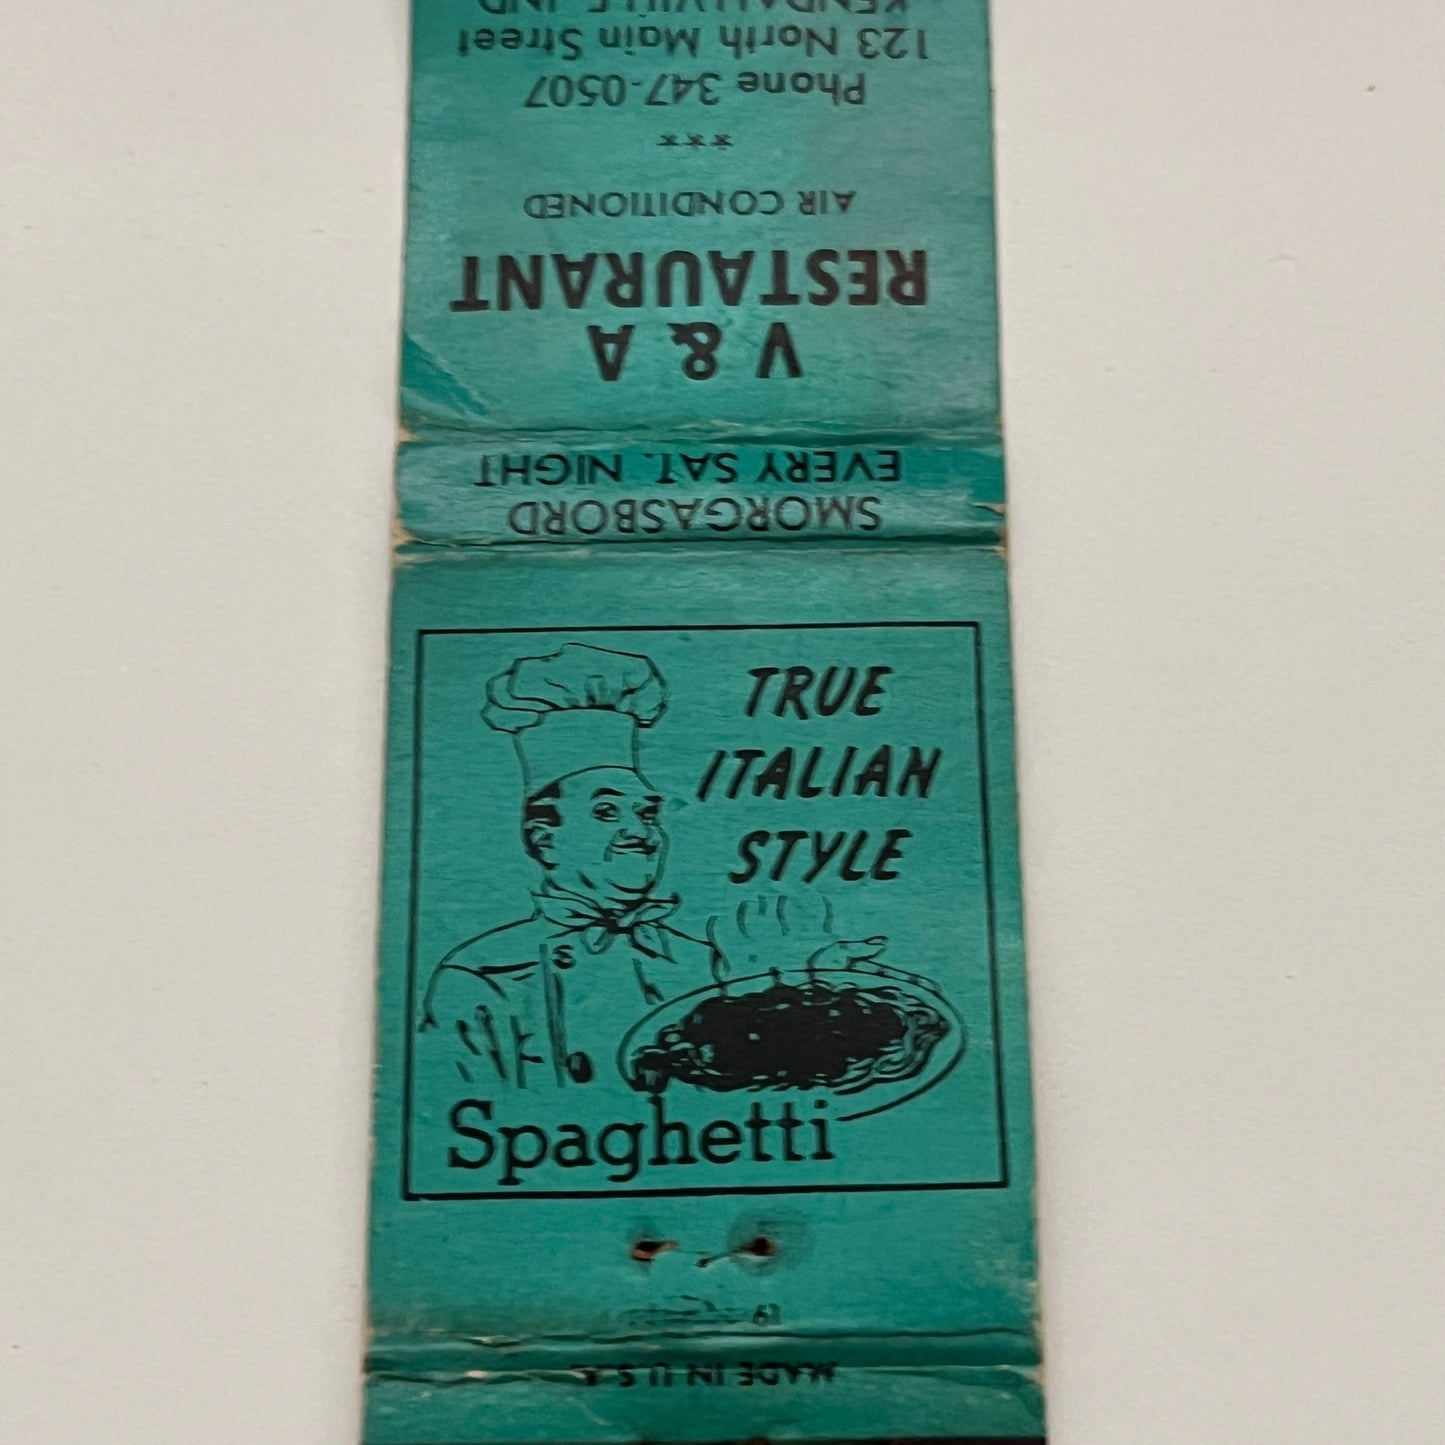 TRUE
ITALIAN
STYLE
Spaghetti
SMORGASBORD
EVERY SAT. NIGHT
V & A
RESTAURANT
AIR CONDITIONED
***
Phone 347-0507
123 North Main Street
KENDALLVILLE, IND.
MADE IN U.S.A.